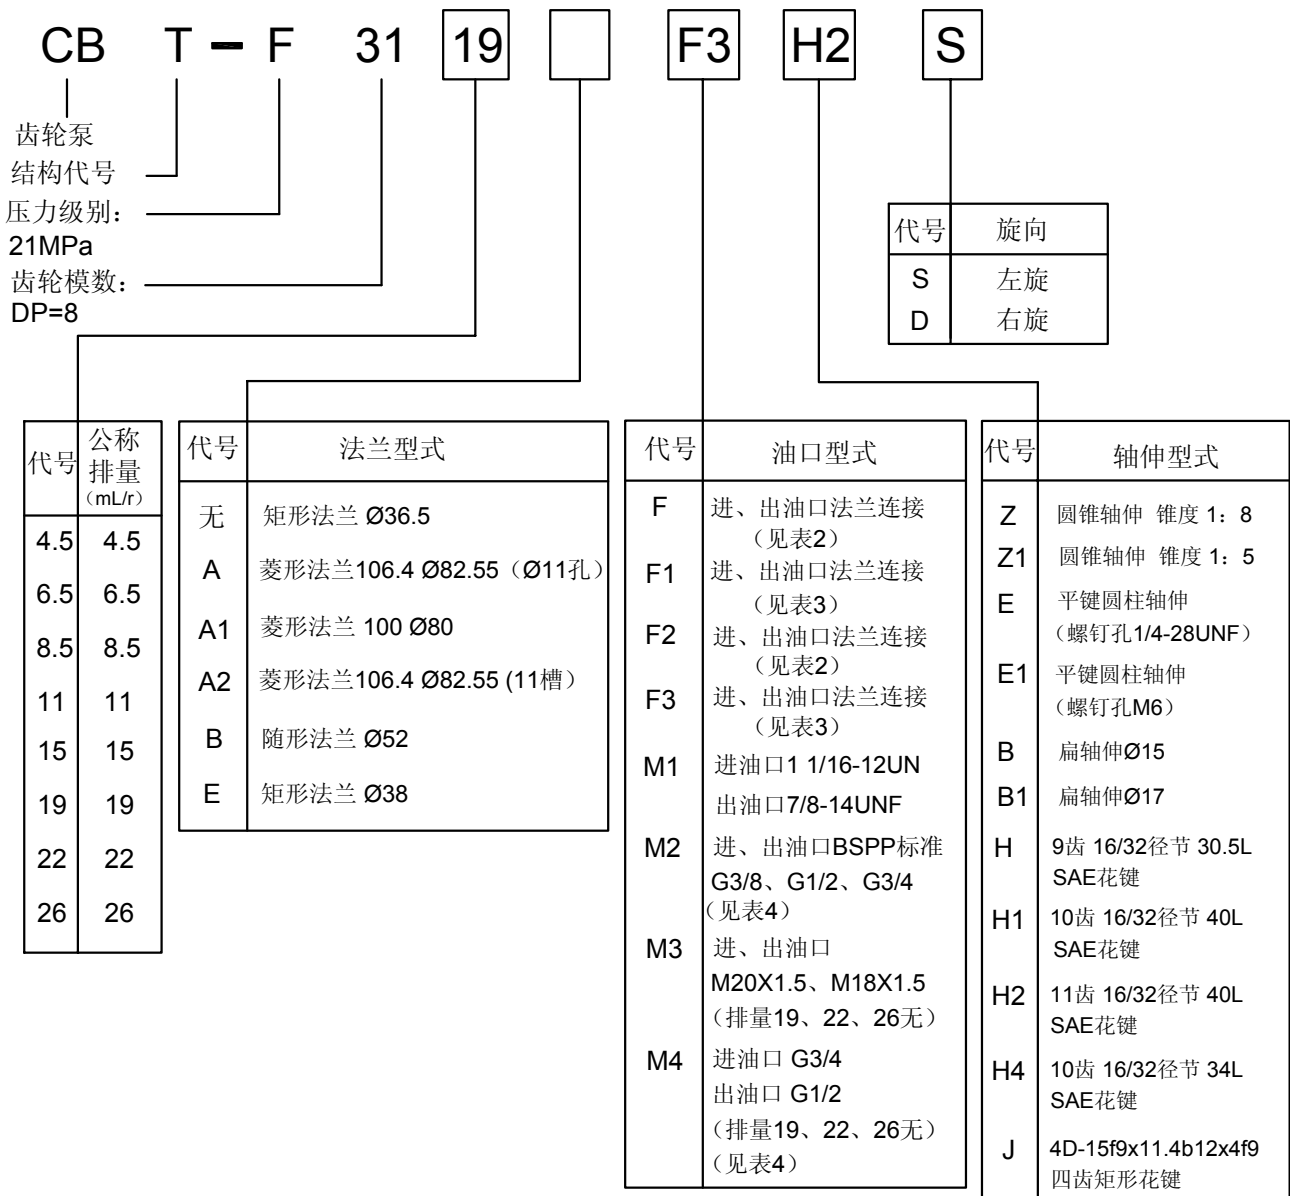 CB T-F 31 19 F3 H2 S
齿轮泵
结构代号
压力级别：
21MPa
齿轮模数：
DP=8
代号 旋向
S 左旋
D 右旋
代号 公称排量（mL/r）
4.5 4.5
6.5 6.5
8.5 8.5
11 11
15 15
19 19
22 22
26 26
代号 法兰型式
无 矩形法兰 Ø36.5
A 菱形法兰106.4 Ø82.55（Ø11孔）
A1 菱形法兰 100 Ø80
A2 菱形法兰106.4 Ø82.55 (11槽）
B 随形法兰 Ø52
E 矩形法兰 Ø38
代号 油口型式
F 进、出油口法兰连接
（见表2）
F1 进、出油口法兰连接
（见表3）
F2 进、出油口法兰连接
（见表2）
F3 进、出油口法兰连接
（见表3）
M1 进油口1 1/16-12UN
出油口7/8-14UNF
M2 进、出油口BSPP标准
G3/8、G1/2、G3/4
（见表4）
M3 进、出油口
M20X1.5、M18X1.5
（排量19、22、26无）
M4 进油口 G3/4
出油口 G1/2
（排量19、22、26无）
（见表4）
代号 轴伸型式
Z 圆锥轴伸 锥度 1：8
Z1 圆锥轴伸 锥度 1：5
E 平键圆柱轴伸
（螺钉孔1/4-28UNF）
E1 平键圆柱轴伸
（螺钉孔M6）
B 扁轴伸Ø15
B1 扁轴伸Ø17
H 9齿 16/32径节 30.5L
SAE花键
H1 10齿 16/32径节 40L
SAE花键
H2 11齿 16/32径节 40L
SAE花键
H4 10齿 16/32径节 34L
SAE花键
J 4D-15f9x11.4b12x4f9
四齿矩形花键